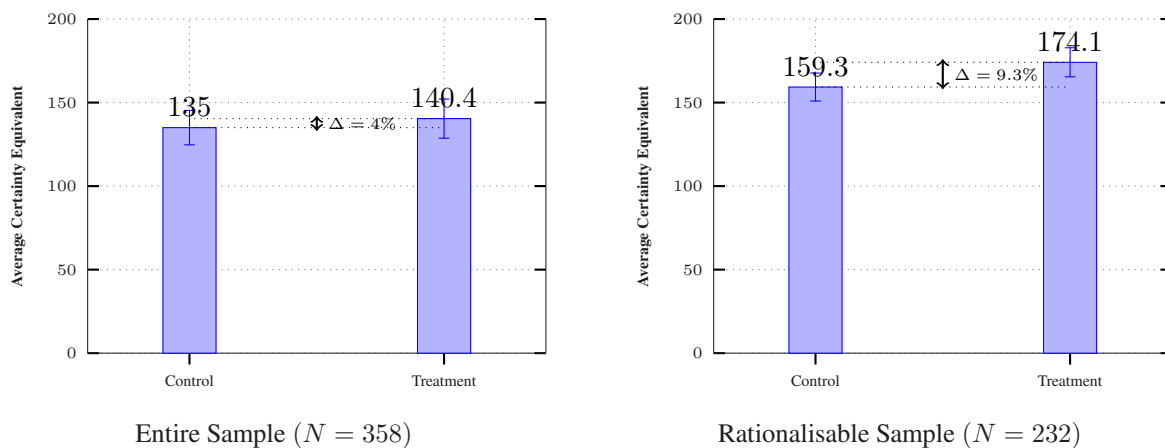 Average Certainty Equivalent
200
150
100
50
0
135
140.4
Δ = 4%
Control
Treatment
Entire Sample (N = 358)
Average Certainty Equivalent
200
150
100
50
0
159.3
174.1
Δ = 9.3%
Control
Treatment
Rationalisable Sample (N = 232)